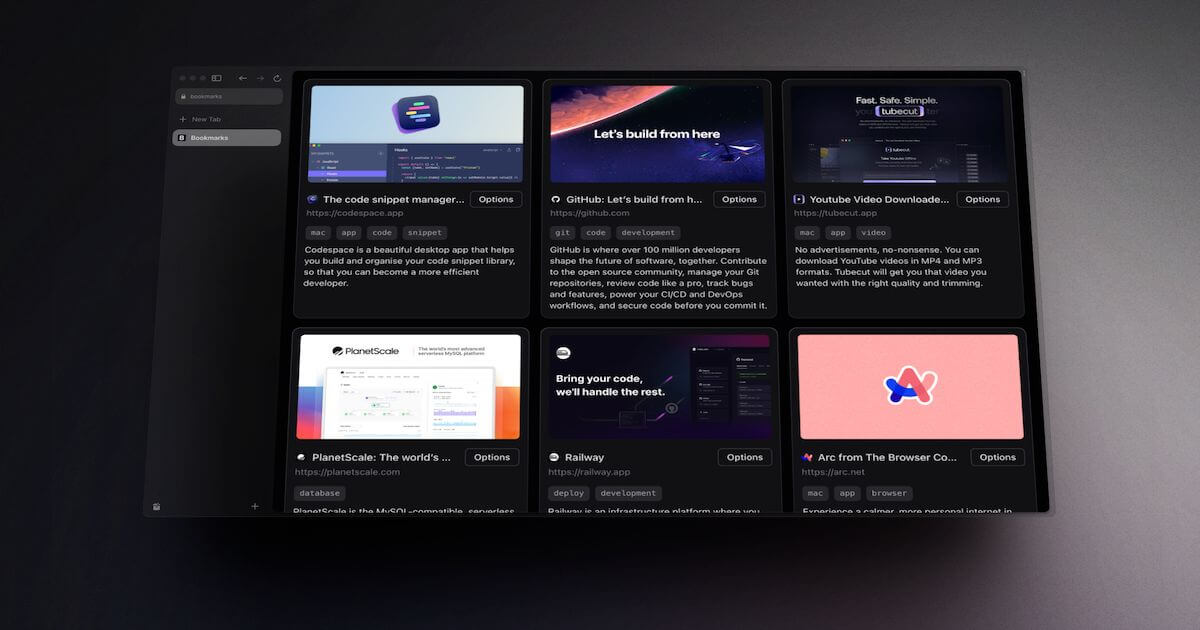 bookmarks
New Tab
Bookmarks
Hooks
The code snippet manager...
Options
https://codespace.app
mac
app
code
snippet
Codespace is a beautiful desktop app that helps
you build and organise your code snippet library,
so that you can become a more efficient
developer.
Let's build from here
GitHub: Let's build from h...
Options
https://github.com
git
code
development
GitHub is where over 100 million developers
shape the future of software, together. Contribute
to the open source community, manage your Git
repositories, review code like a pro, track bugs
and features, power your CI/CD and DevOps
workflows, and secure code before you commit it.
Fast. Safe. Simple.
tubecut
tubecut
Take YouTube Offline
Youtube Video Downloade...
Options
https://tubecut.app
mac
app
video
No advertisements, no-nonsense. You can
download YouTube videos in MP4 and MP3
formats. Tubecut will get you that video you
wanted with the right quality and trimming.
PlanetScale
The world's most advanced
serverless MySQL platform
PlanetScale: The world's ...
Options
https://planetscale.com
database
PlanetScale is the MySQL-compatible, serverless
Bring your code,
we'll handle the rest.
Railway
Options
https://railway.app
deploy
development
Railway is an infrastructure platform where you
Arc from The Browser Co...
Options
https://arc.net
mac
app
browser
Experience a calmer, more personal internet in